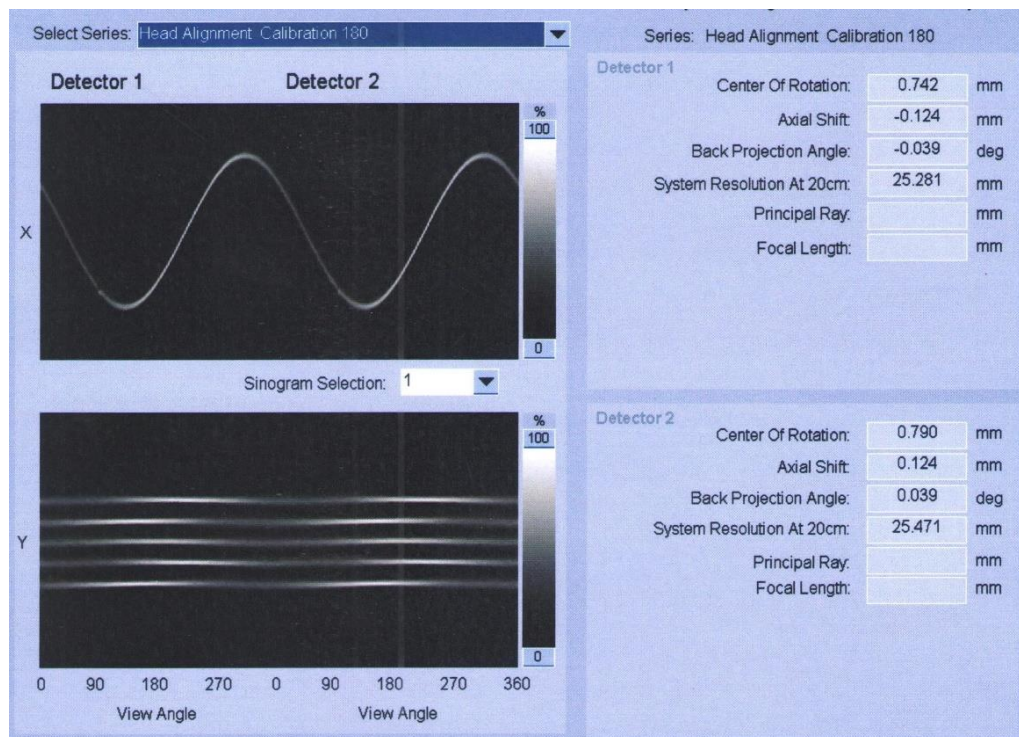 Select Series: Head Alignment Calibration 180
Series: Head Alignment Calibration 180
Detector 1 Detector 2
%
100
X
0
Sinogram Selection: 1
%
100
Y
0
0 90 180 270 0 90 180 270 360
View Angle View Angle
Detector 1
Center Of Rotation: 0.742 mm
Axial Shift: -0.124 mm
Back Projection Angle: -0.039 deg
System Resolution At 20cm: 25.281 mm
Principal Ray: mm
Focal Length: mm
Detector 2
Center Of Rotation: 0.790 mm
Axial Shift: 0.124 mm
Back Projection Angle: 0.039 deg
System Resolution At 20cm: 25.471 mm
Principal Ray: mm
Focal Length: mm